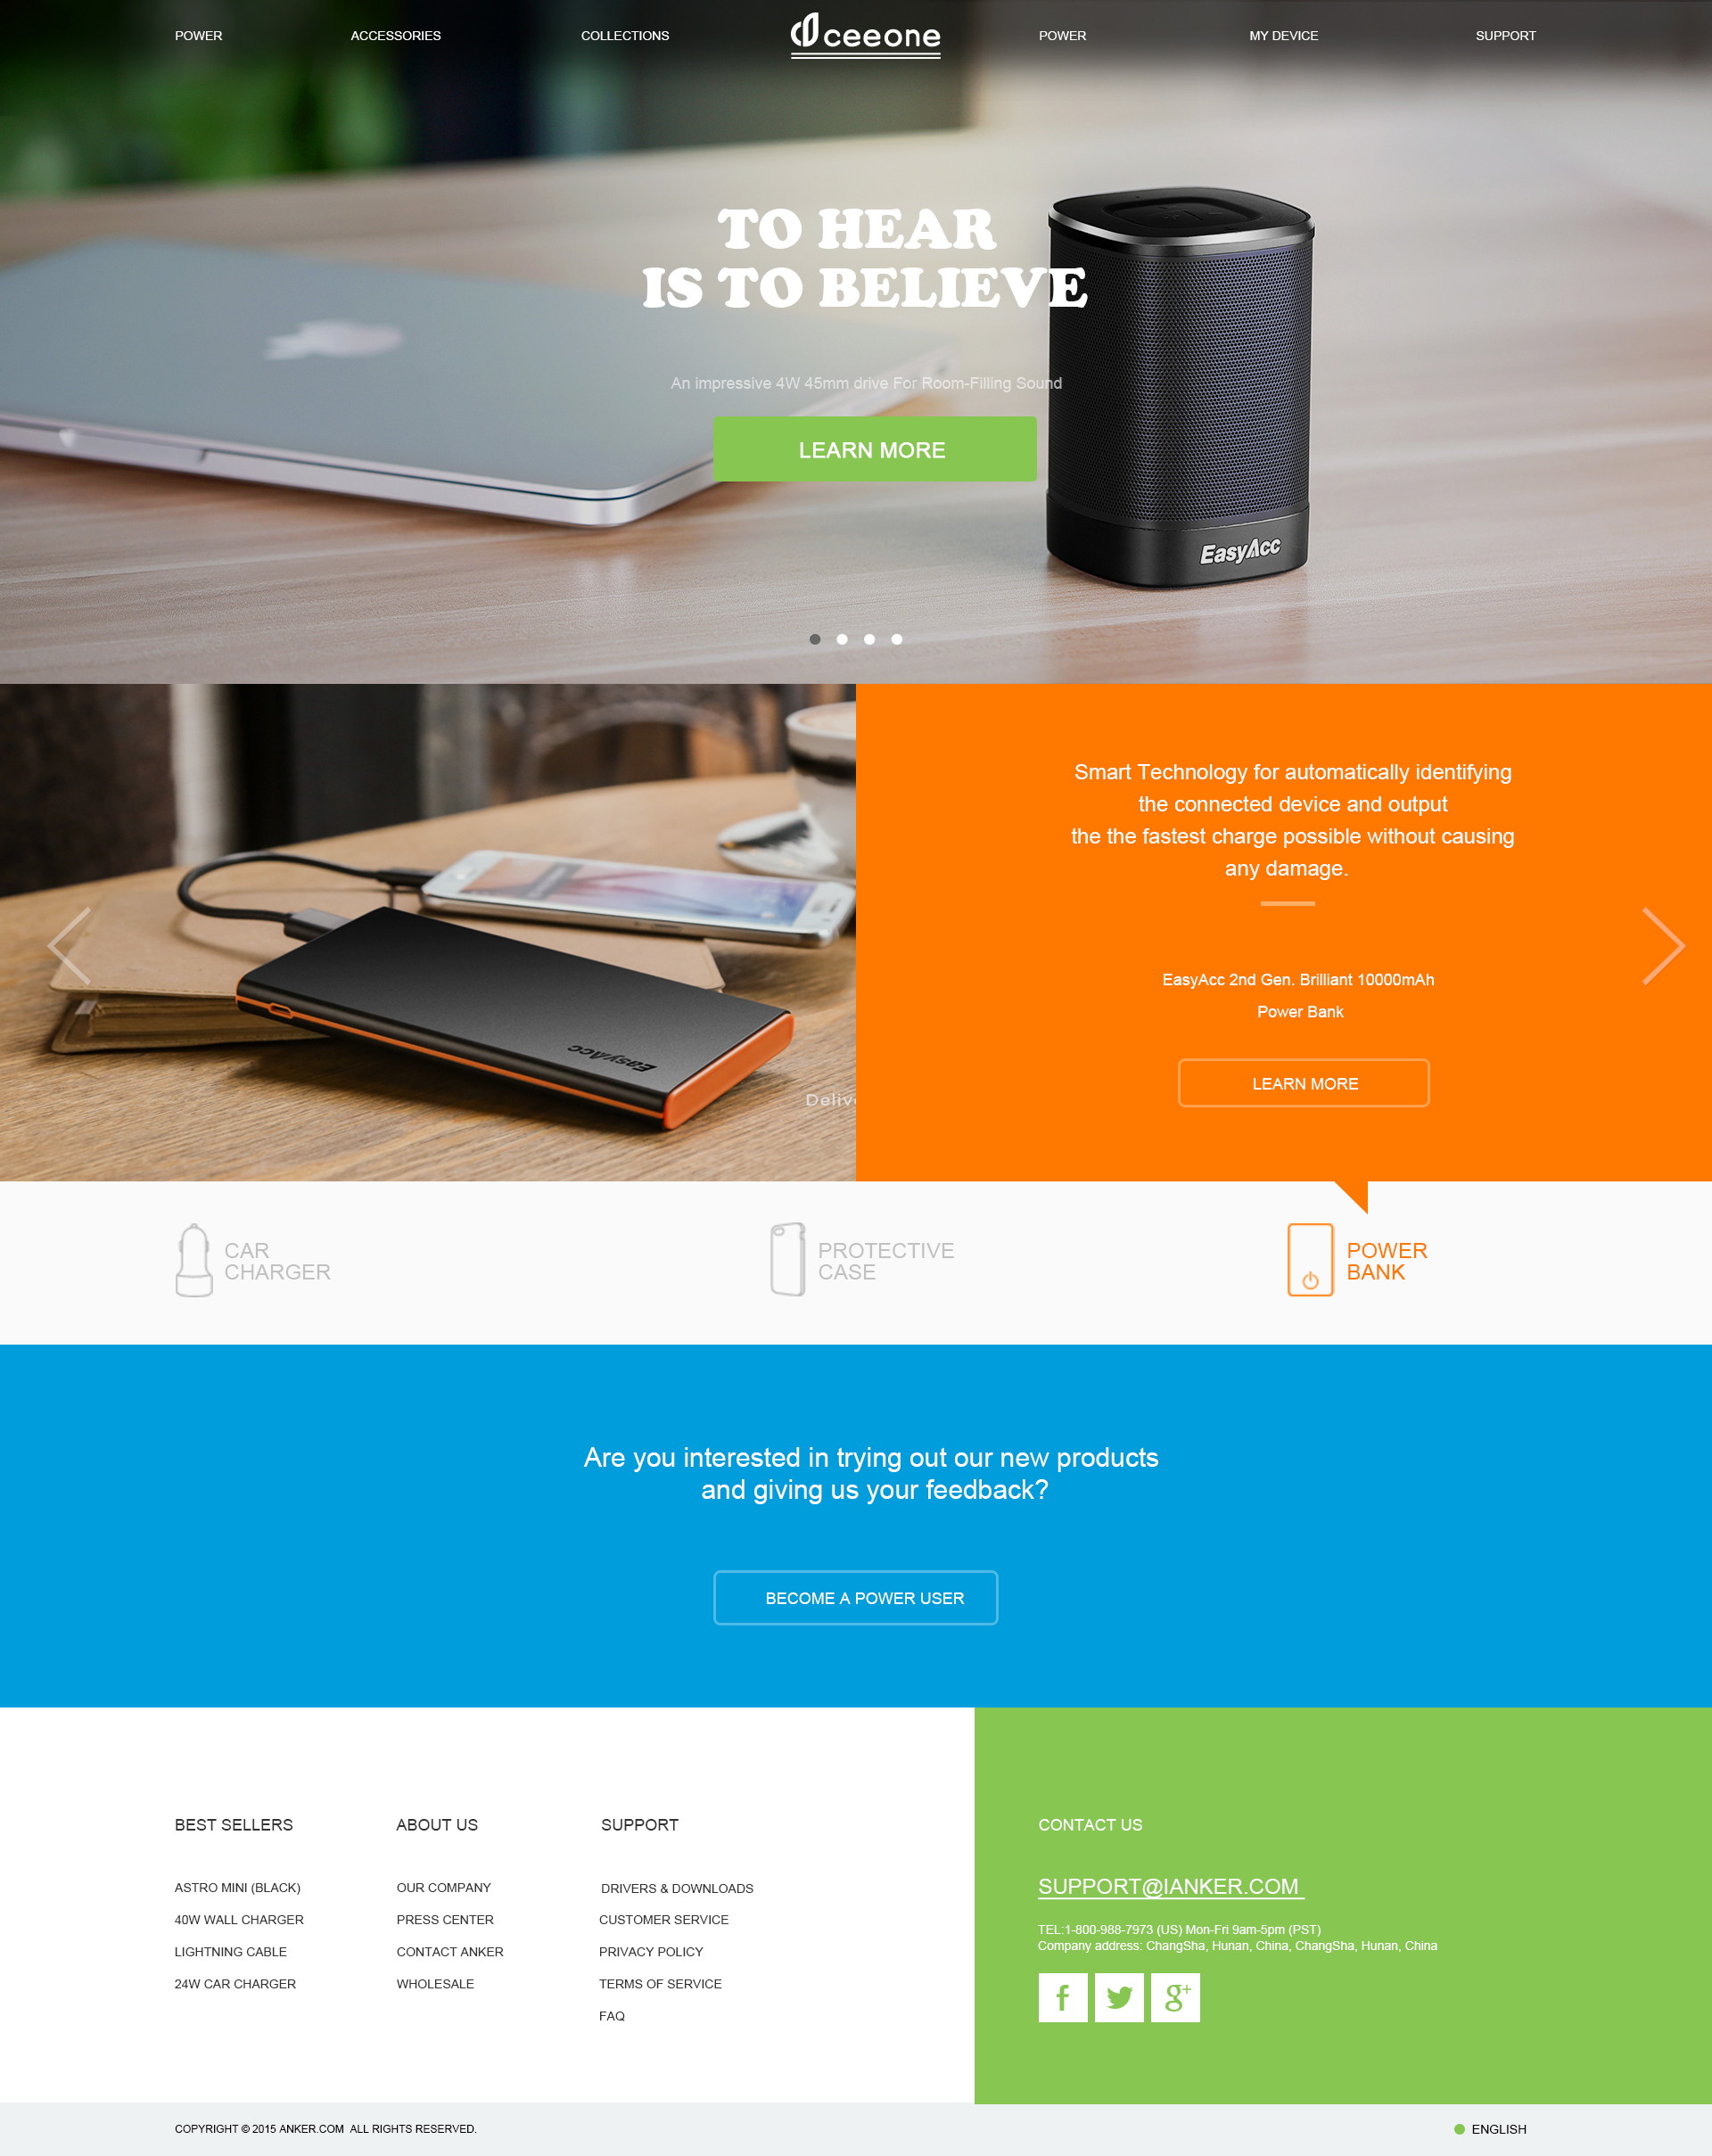 POWER
ACCESSORIES
COLLECTIONS
ceeone
POWER
MY DEVICE
SUPPORT
TO HEAR
IS TO BELIEVE
An impressive 4W 45mm drive For Room-Filling Sound
LEARN MORE
EasyAcc
Smart Technology for automatically identifying
the connected device and output
the the fastest charge possible without causing
any damage.
EasyAcc 2nd Gen. Brilliant 10000mAh
Power Bank
LEARN MORE
EasyAcc
CAR
CHARGER
PROTECTIVE
CASE
POWER
BANK
Are you interested in trying out our new products
and giving us your feedback?
BECOME A POWER USER
BEST SELLERS
ASTRO MINI (BLACK)
40W WALL CHARGER
LIGHTNING CABLE
24W CAR CHARGER
ABOUT US
OUR COMPANY
PRESS CENTER
CONTACT ANKER
WHOLESALE
SUPPORT
DRIVERS & DOWNLOADS
CUSTOMER SERVICE
PRIVACY POLICY
TERMS OF SERVICE
FAQ
CONTACT US
SUPPORT@IANKER.COM
TEL:1-800-988-7973 (US) Mon-Fri 9am-5pm (PST)
Company address: ChangSha, Hunan, China, ChangSha, Hunan, China
f
g+
COPYRIGHT © 2015 ANKER.COM ALL RIGHTS RESERVED.
ENGLISH